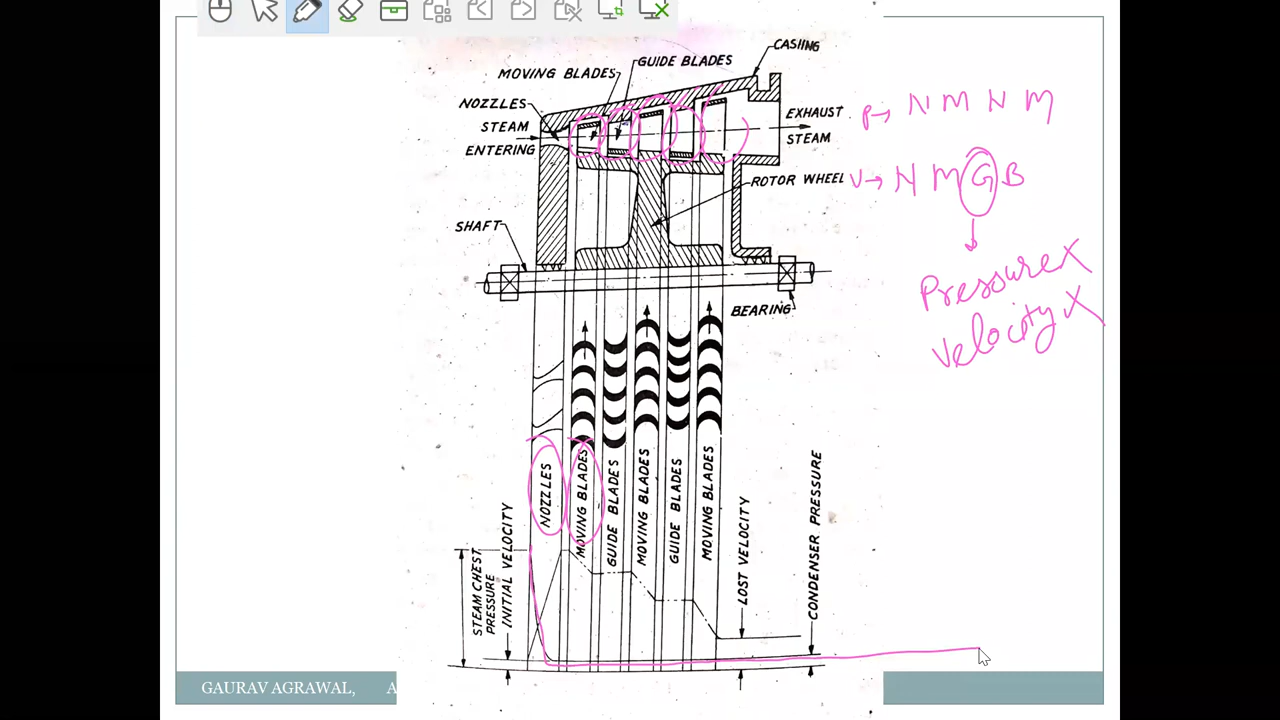 CASIING
GUIDE BLADES
MOVING BLADES
NOZZLES
STEAM
ENTERING
EXHAUST
STEAM
P→ N M N M
ROTOR WHEEL
V→ N M G B
SHAFT
Pressure X
velocity X
BEARING
NOZZLES
MOVING BLADES
GUIDE BLADES
MOVING BLADES
GUIDE BLADES
MOVING BLADES
STEAM CHEST
PRESSURE
INITIAL VELOCITY
LOST VELOCITY
CONDENSER PRESSURE
GAURAV AGRAWAL, A